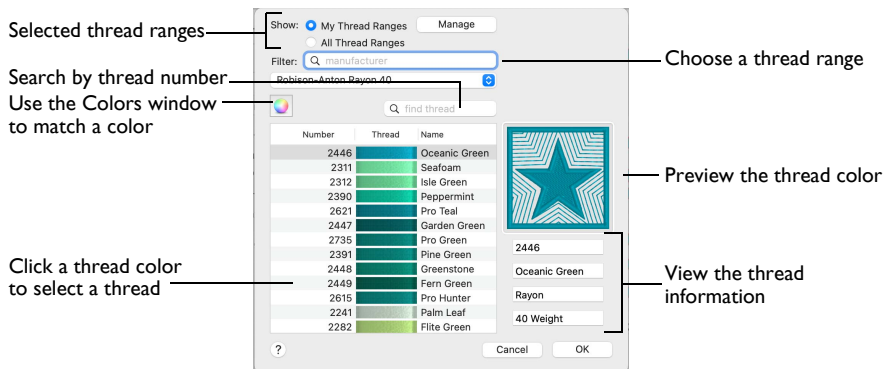 Selected thread ranges
Search by thread number
Use the Colors window
to match a color
Click a thread color
to select a thread
Show: My Thread Ranges Manage
All Thread Ranges
Filter: manufacturer
Robison-Anton Rayon 40
find thread
Number Thread Name
2446 Oceanic Green
2311 Seafoam
2312 Isle Green
2390 Peppermint
2621 Pro Teal
2447 Garden Green
2735 Pro Green
2391 Pine Green
2448 Greenstone
2449 Fern Green
2615 Pro Hunter
2241 Palm Leaf
2282 Flite Green
2446
Oceanic Green
Rayon
40 Weight
? Cancel OK
Choose a thread range
Preview the thread color
View the thread
information